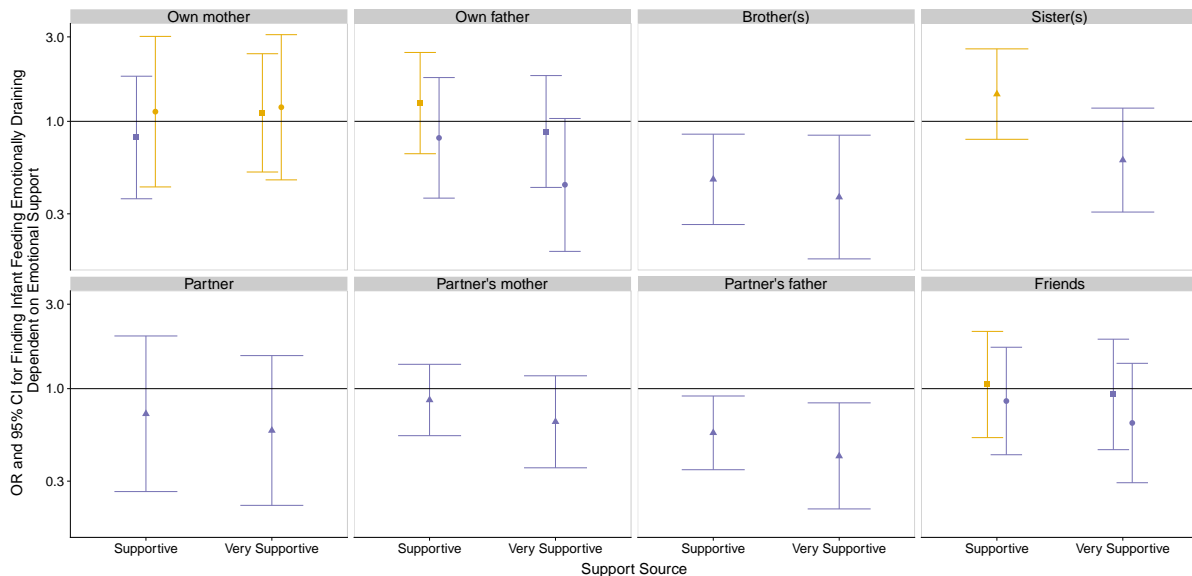 Own mother
Own father
Brother(s)
Sister(s)
3.0
1.0
0.3
Partner
Partner's mother
Partner's father
Friends
3.0
1.0
0.3
OR and 95% CI for Finding Infant Feeding Emotionally Draining
Dependent on Emotional Support
Supportive
Very Supportive
Supportive
Very Supportive
Supportive
Very Supportive
Supportive
Very Supportive
Support Source